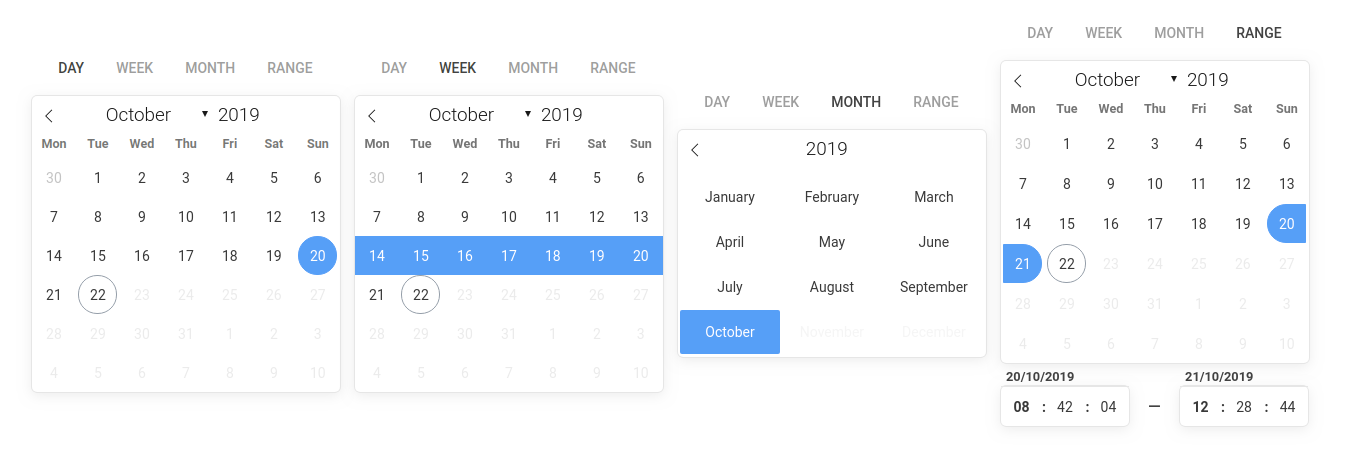 DAY WEEK MONTH RANGE
October ▼ 2019
Mon Tue Wed Thu Fri Sat Sun
30 1 2 3 4 5 6
7 8 9 10 11 12 13
14 15 16 17 18 19 20
21 22 23 24 25 26 27
28 29 30 31 1 2 3
4 5 6 7 8 9 10
DAY WEEK MONTH RANGE
October ▼ 2019
Mon Tue Wed Thu Fri Sat Sun
30 1 2 3 4 5 6
7 8 9 10 11 12 13
14 15 16 17 18 19 20
21 22 23 24 25 26 27
28 29 30 31 1 2 3
4 5 6 7 8 9 10
DAY WEEK MONTH RANGE
2019
January February March
April May June
July August September
October November December
DAY WEEK MONTH RANGE
October ▼ 2019
Mon Tue Wed Thu Fri Sat Sun
30 1 2 3 4 5 6
7 8 9 10 11 12 13
14 15 16 17 18 19 20
21 22 23 24 25 26 27
28 29 30 31 1 2 3
4 5 6 7 8 9 10
20/10/2019 21/10/2019
08 : 42 : 04 — 12 : 28 : 44